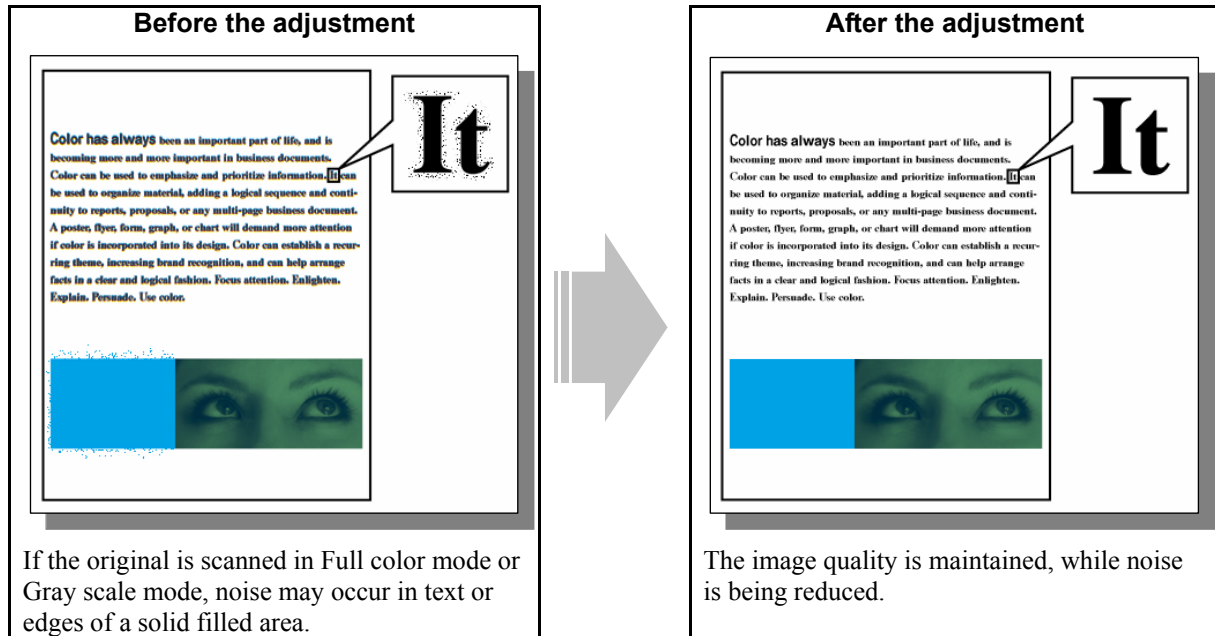 Before the adjustment
Color has always been an important part of life, and is
becoming more and more important in business documents.
Color can be used to emphasize and prioritize information. It can
be used to organize material, adding a logical sequence and conti-
nuity to reports, proposals, or any multi-page business document.
A poster, flyer, form, graph, or chart will demand more attention
if color is incorporated into its design. Color can establish a recur-
ring theme, increasing brand recognition, and can help arrange
facts in a clear and logical fashion. Focus attention. Enlighten.
Explain. Persuade. Use color.
It
If the original is scanned in Full color mode or
Gray scale mode, noise may occur in text or
edges of a solid filled area.
After the adjustment
Color has always been an important part of life, and is
becoming more and more important in business documents.
Color can be used to emphasize and prioritize information. It can
be used to organize material, adding a logical sequence and conti-
nuity to reports, proposals, or any multi-page business document.
A poster, flyer, form, graph, or chart will demand more attention
if color is incorporated into its design. Color can establish a recur-
ring theme, increasing brand recognition, and can help arrange
facts in a clear and logical fashion. Focus attention. Enlighten.
Explain. Persuade. Use color.
It
The image quality is maintained, while noise
is being reduced.